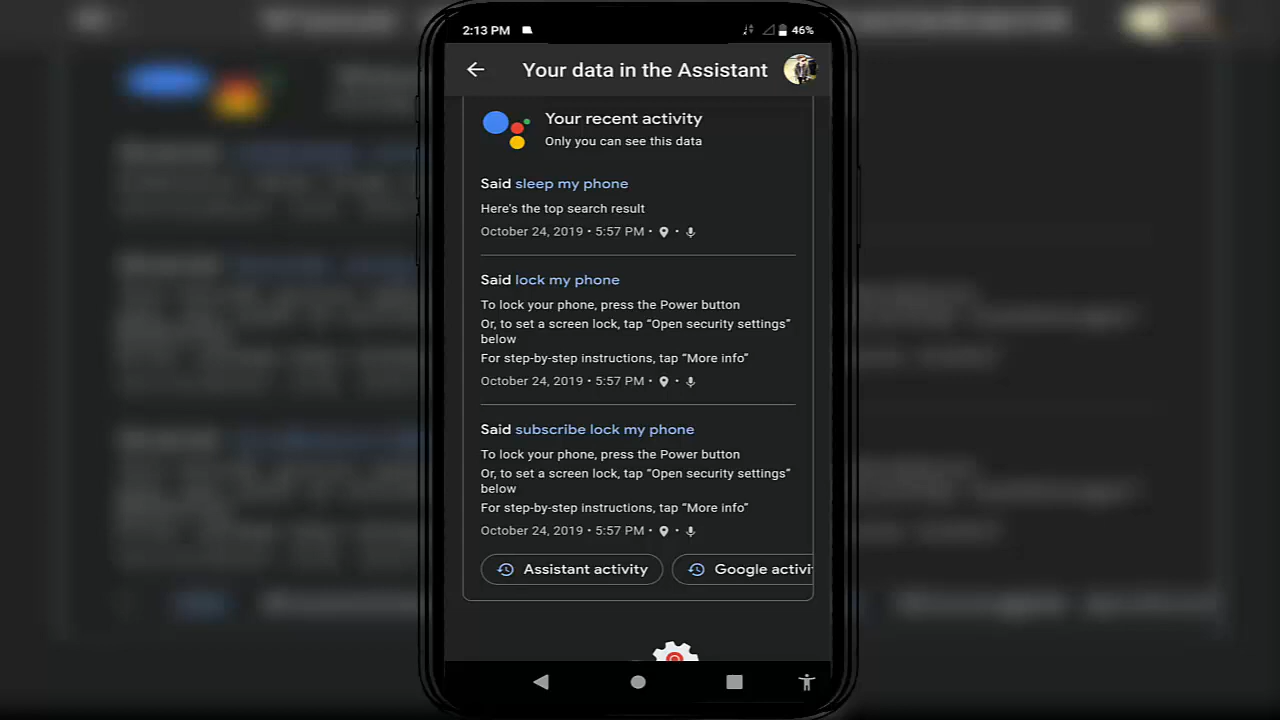 2:13 PM
46%
Your data in the Assistant
Your recent activity
Only you can see this data
Said sleep my phone
Here's the top search result
October 24, 2019 • 5:57 PM •  •
Said lock my phone
To lock your phone, press the Power button
Or, to set a screen lock, tap “Open security settings”
below
For step-by-step instructions, tap “More info”
October 24, 2019 • 5:57 PM •  •
Said subscribe lock my phone
To lock your phone, press the Power button
Or, to set a screen lock, tap “Open security settings”
below
For step-by-step instructions, tap “More info”
October 24, 2019 • 5:57 PM •  •
Assistant activity
Google activi